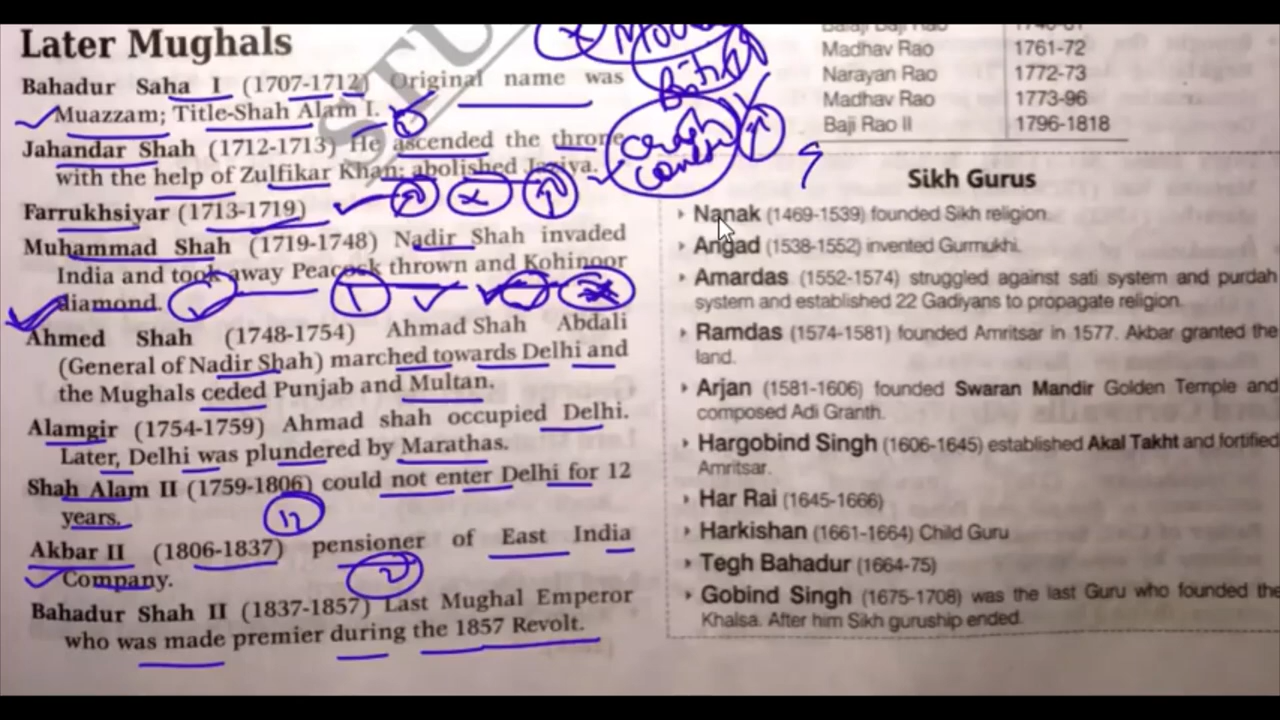 Later Mughals
Bahadur Saha I (1707-1712) Original name was
Muazzam; Title-Shah Alam I.
Jahandar Shah (1712-1713) He ascended the throne
with the help of Zulfikar Khan; abolished Jaziya.
Farrukhsiyar (1713-1719)
Muhammad Shah (1719-1748) Nadir Shah invaded
India and took away Peacock thrown and Kohinoor
diamond.
Ahmed Shah (1748-1754) Ahmad Shah Abdali
(General of Nadir Shah) marched towards Delhi and
the Mughals ceded Punjab and Multan.
Alamgir (1754-1759) Ahmad shah occupied Delhi.
Later, Delhi was plundered by Marathas.
Shah Alam II (1759-1806) could not enter Delhi for 12
years.
12
Akbar II (1806-1837) pensioner of East India
Company.
Bahadur Shah II (1837-1857) Last Mughal Emperor
who was made premier during the 1857 Revolt.
Balaji Baji Rao 1740-61
Madhav Rao 1761-72
Narayan Rao 1772-73
Madhav Rao 1773-96
Baji Rao II 1796-1818
Sikh Gurus
Nanak (1469-1539) founded Sikh religion.
Angad (1538-1552) invented Gurmukhi.
Amardas (1552-1574) struggled against sati system and purdah
system and established 22 Gadiyans to propagate religion.
Ramdas (1574-1581) founded Amritsar in 1577. Akbar granted the
land.
Arjan (1581-1606) founded Swaran Mandir Golden Temple and
composed Adi Granth.
Hargobind Singh (1606-1645) established Akal Takht and fortified
Amritsar.
Har Rai (1645-1666)
Harkishan (1661-1664) Child Guru
Tegh Bahadur (1664-75)
Gobind Singh (1675-1708) was the last Guru who founded the
Khalsa. After him Sikh guruship ended.